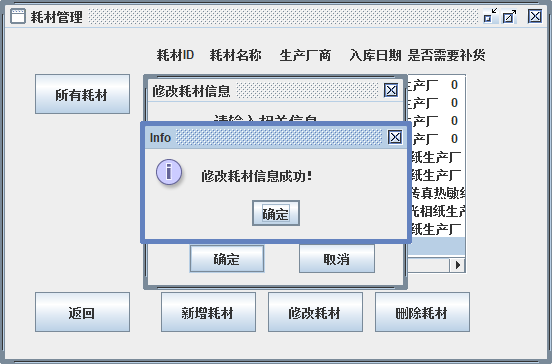 耗材管理
耗材ID 耗材名称 生产厂商 入库日期 是否需要补货
所有耗材
修改耗材信息
请输入相关信息
生产厂 0
生产厂 0
生产厂 0
生产厂 0
纸生产厂
纸生产厂
传真热敏纸
光相纸生产
纸生产厂
Info
修改耗材信息成功!
确定
确定 取消
返回 新增耗材 修改耗材 删除耗材